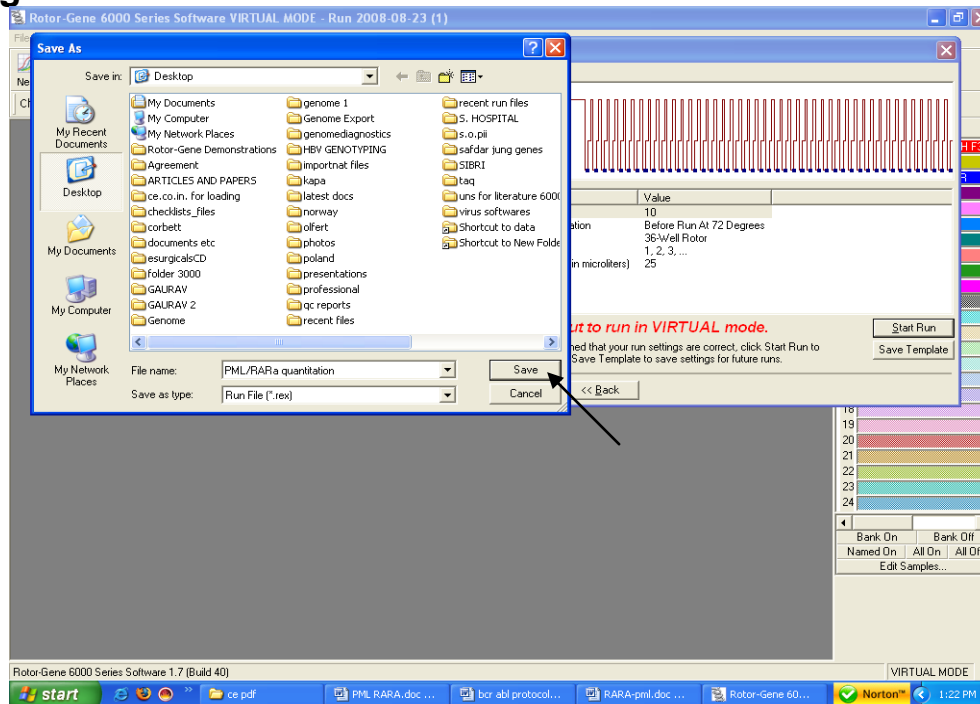 g
Rotor-Gene 6000 Series Software VIRTUAL MODE - Run 2008-08-23 (1)
Save As
Save in: Desktop
My Recent Documents
Desktop
My Documents
My Computer
My Network Places
My Documents
My Computer
My Network Places
Rotor-Gene Demonstrations
Agreement
ARTICLES AND PAPERS
ce.co.in. for loading
checklists_files
corbett
documents etc
esurgicalsCD
folder 3000
GAURAV
GAURAV 2
Genome
genome 1
Genome Export
genomediagnostics
HBV GENOTYPING
importnat files
kapa
latest docs
norway
olfert
photos
poland
presentations
professional
qc reports
recent files
recent run files
S. HOSPITAL
s.o.pii
safdar jung genes
SIBRI
taq
uns for literature 600
virus softwares
Shortcut to data
Shortcut to New Folde
File name: PML/RARa quantitation
Save
Save as type: Run File (*.rex)
Cancel
Value
10
ation Before Run At 72 Degrees
36-Well Rotor
1, 2, 3, ...
in microliters) 25
ut to run in VIRTUAL mode.
ned that your run settings are correct, click Start Run to
Save Template to save settings for future runs.
Start Run
Save Template
<< Back
18
19
20
21
22
23
24
Bank On Bank Off
Named On All On All Of
Edit Samples...
Rotor-Gene 6000 Series Software 1.7 (Build 40)
VIRTUAL MODE
start
ce pdf
PML RARA.doc ...
bcr abl protocol...
RARA-pml.doc ...
Rotor-Gene 60...
Norton™
1:22 PM